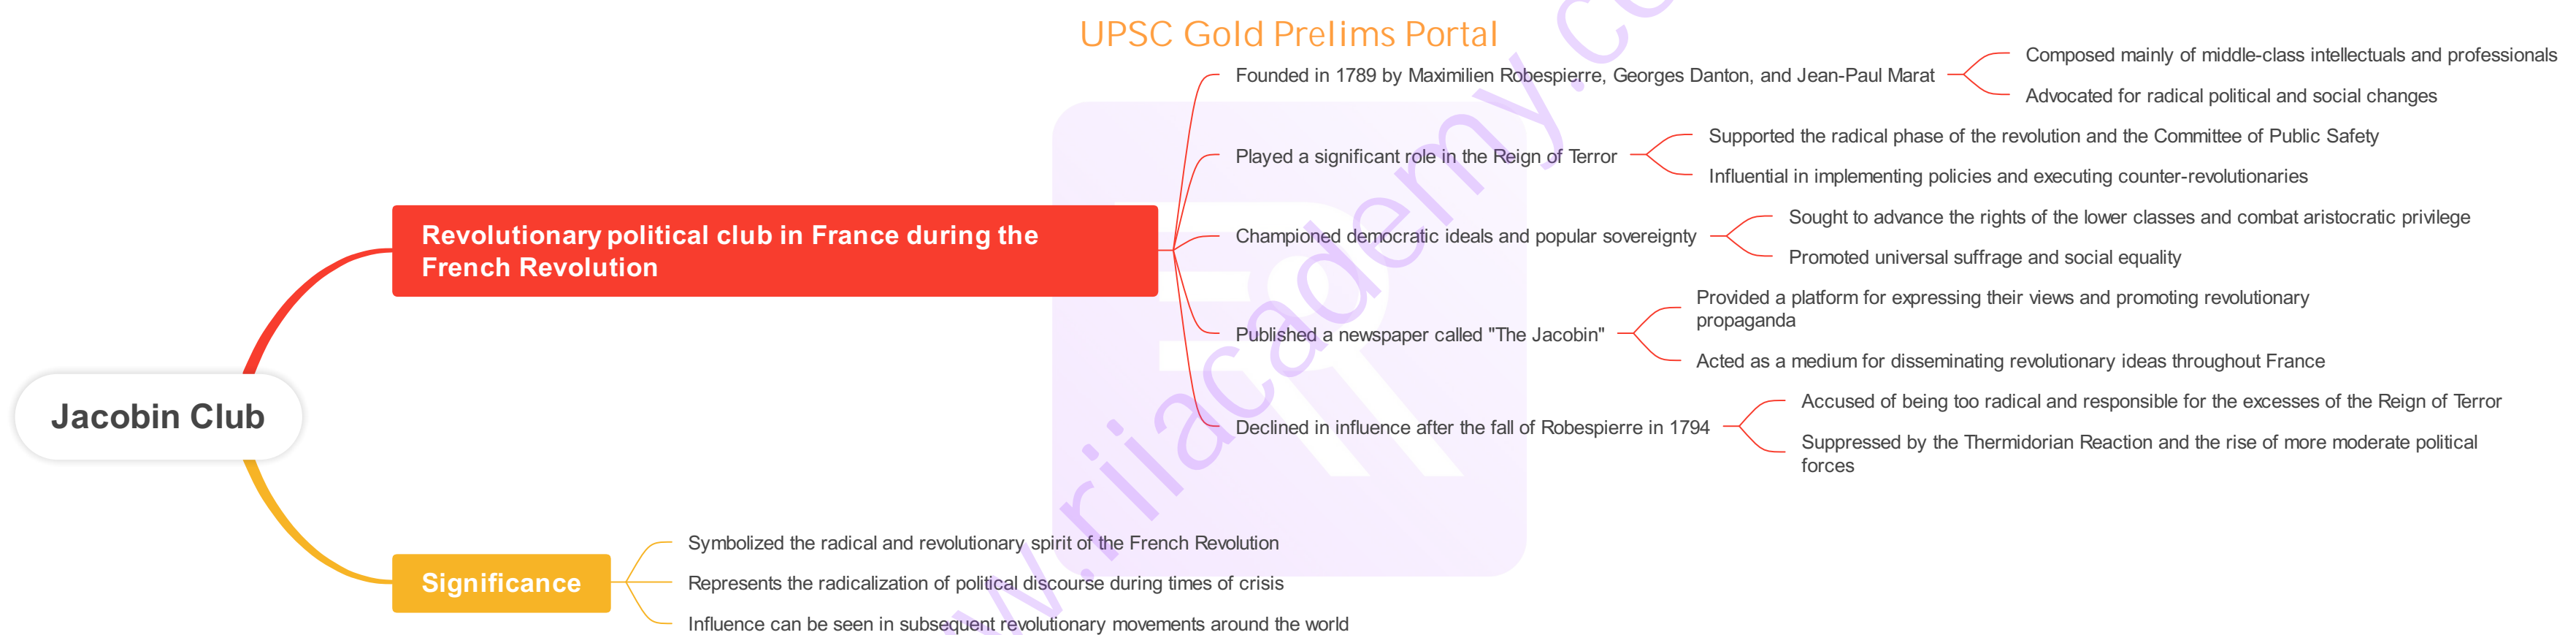 UPSC Gold Prelims Portal
Jacobin Club
Revolutionary political club in France during the
French Revolution
Founded in 1789 by Maximilien Robespierre, Georges Danton, and Jean-Paul Marat
Composed mainly of middle-class intellectuals and professionals
Advocated for radical political and social changes
Played a significant role in the Reign of Terror
Supported the radical phase of the revolution and the Committee of Public Safety
Influential in implementing policies and executing counter-revolutionaries
Championed democratic ideals and popular sovereignty
Sought to advance the rights of the lower classes and combat aristocratic privilege
Promoted universal suffrage and social equality
Published a newspaper called "The Jacobin"
Provided a platform for expressing their views and promoting revolutionary
propaganda
Acted as a medium for disseminating revolutionary ideas throughout France
Declined in influence after the fall of Robespierre in 1794
Accused of being too radical and responsible for the excesses of the Reign of Terror
Suppressed by the Thermidorian Reaction and the rise of more moderate political
forces
Significance
Symbolized the radical and revolutionary spirit of the French Revolution
Represents the radicalization of political discourse during times of crisis
Influence can be seen in subsequent revolutionary movements around the world